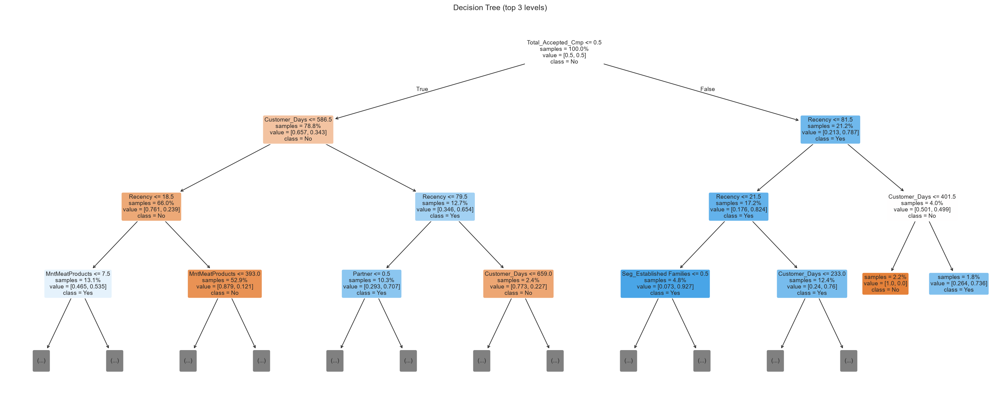 Decision Tree (top 3 levels)
Total_Accepted_Cmp <= 0.5
samples = 100.0%
value = [0.5, 0.5]
class = No
True
False
Customer_Days <= 586.5
samples = 78.8%
value = [0.657, 0.343]
class = No
Recency <= 81.5
samples = 21.2%
value = [0.213, 0.787]
class = Yes
Recency <= 18.5
samples = 66.0%
value = [0.761, 0.239]
class = No
Recency <= 79.5
samples = 12.7%
value = [0.346, 0.654]
class = Yes
Recency <= 21.5
samples = 17.2%
value = [0.176, 0.824]
class = Yes
Customer_Days <= 401.5
samples = 4.0%
value = [0.501, 0.499]
class = No
MntMeatProducts <= 7.5
samples = 13.1%
value = [0.465, 0.535]
class = Yes
MntMeatProducts <= 393.0
samples = 52.9%
value = [0.879, 0.121]
class = No
Partner <= 0.5
samples = 10.3%
value = [0.293, 0.707]
class = Yes
Customer_Days <= 659.0
samples = 2.4%
value = [0.773, 0.227]
class = No
Seg_Established Families <= 0.5
samples = 4.8%
value = [0.073, 0.927]
class = Yes
Customer_Days <= 233.0
samples = 12.4%
value = [0.24, 0.76]
class = Yes
samples = 2.2%
value = [1.0, 0.0]
class = No
samples = 1.8%
value = [0.264, 0.736]
class = Yes
(...)
(...)
(...)
(...)
(...)
(...)
(...)
(...)
(...)
(...)
(...)
(...)